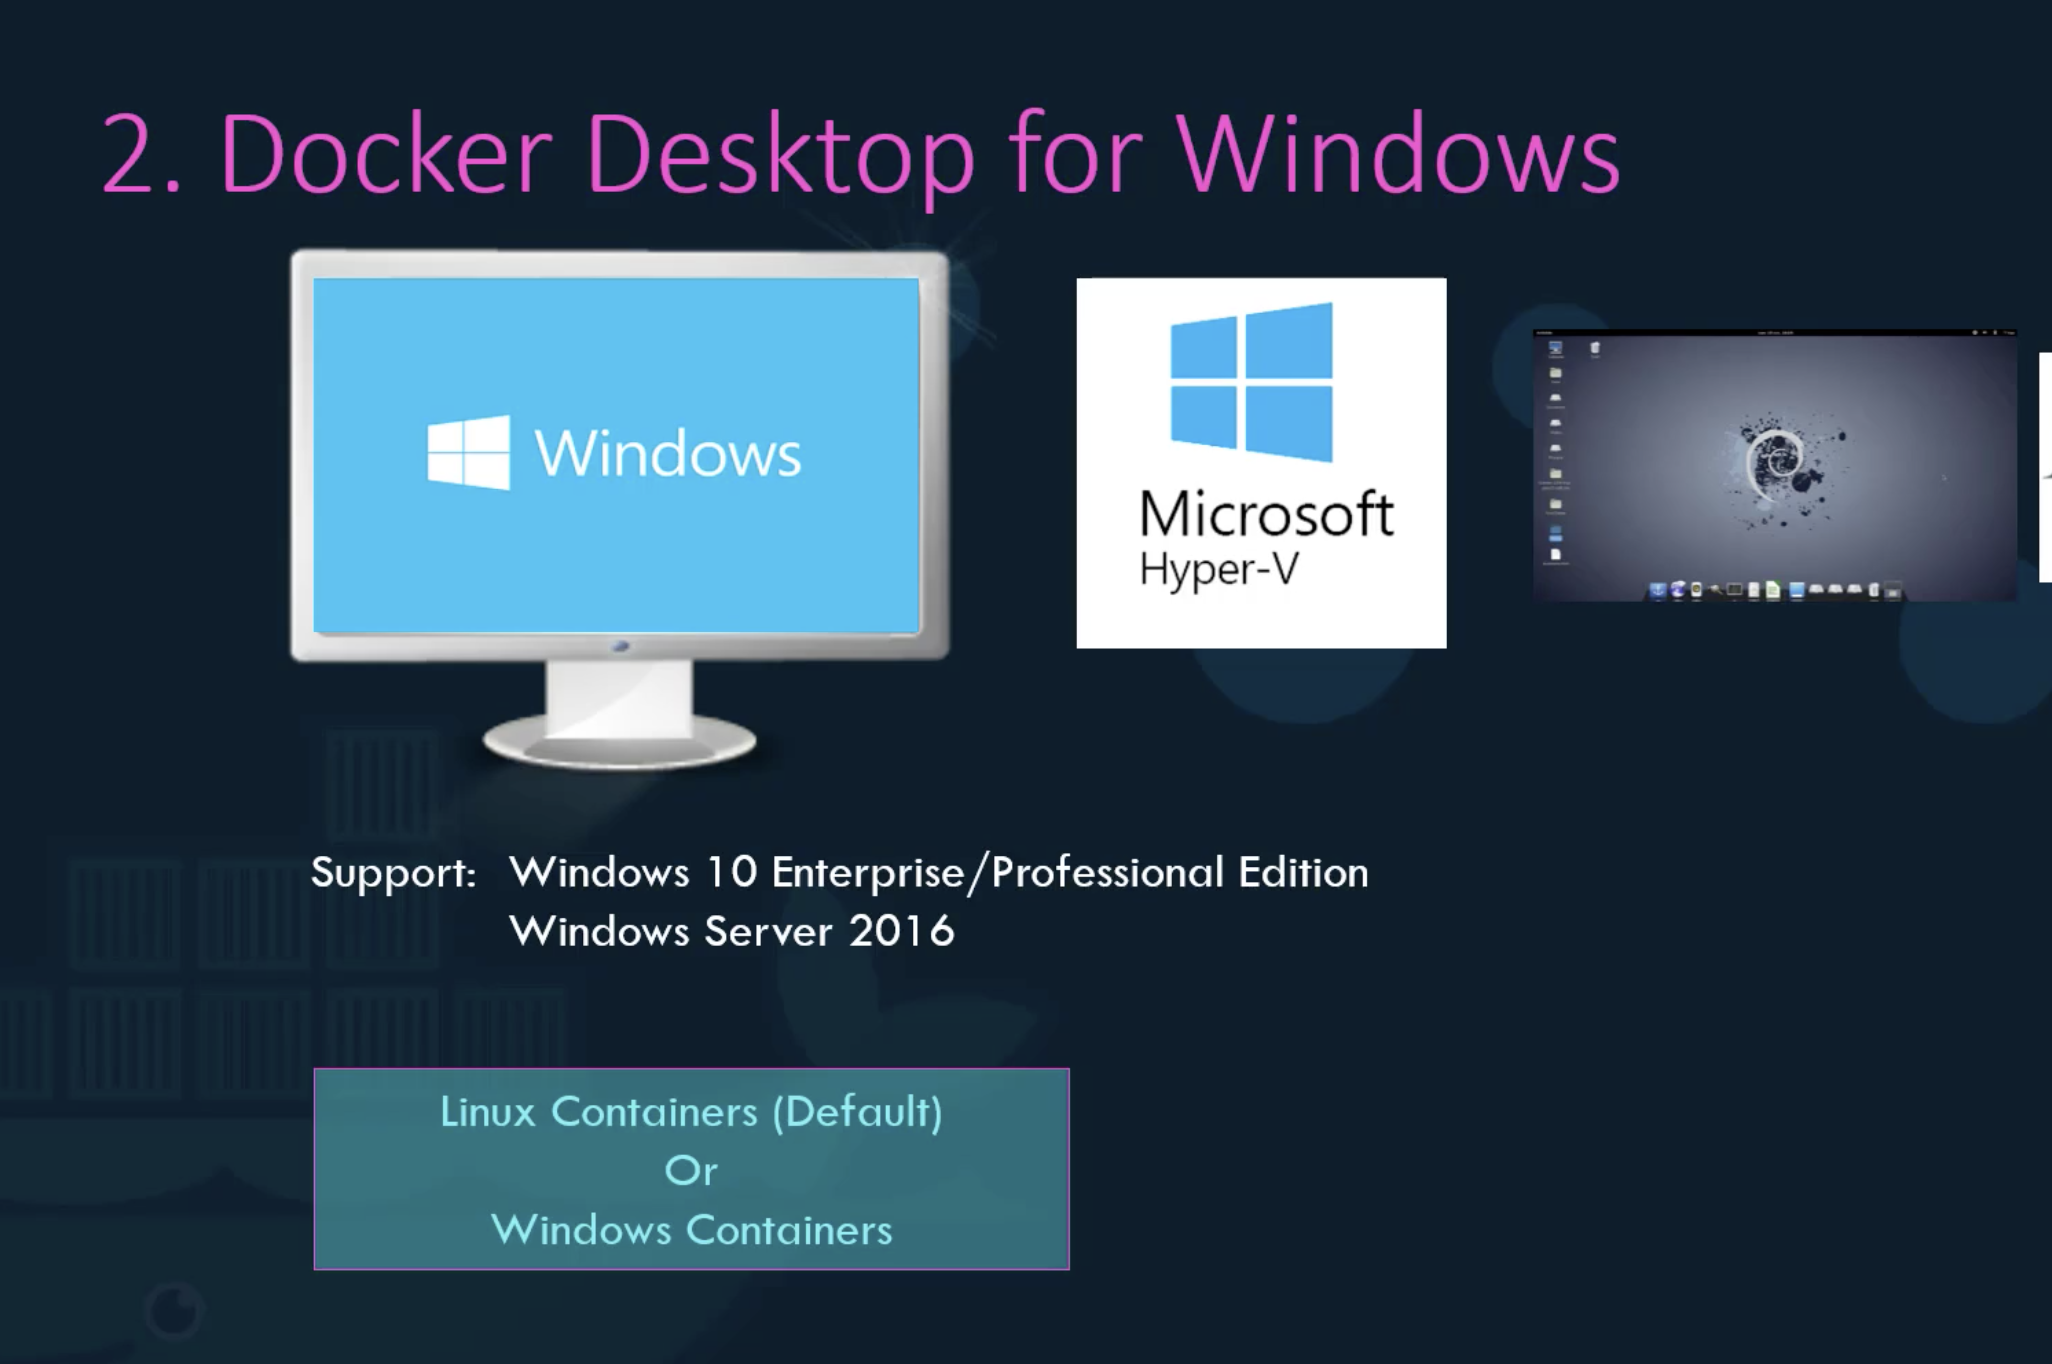 2. Docker Desktop for Windows
Windows
Microsoft
Hyper-V
Support: Windows 10 Enterprise/Professional Edition
Windows Server 2016
Linux Containers (Default)
Or
Windows Containers